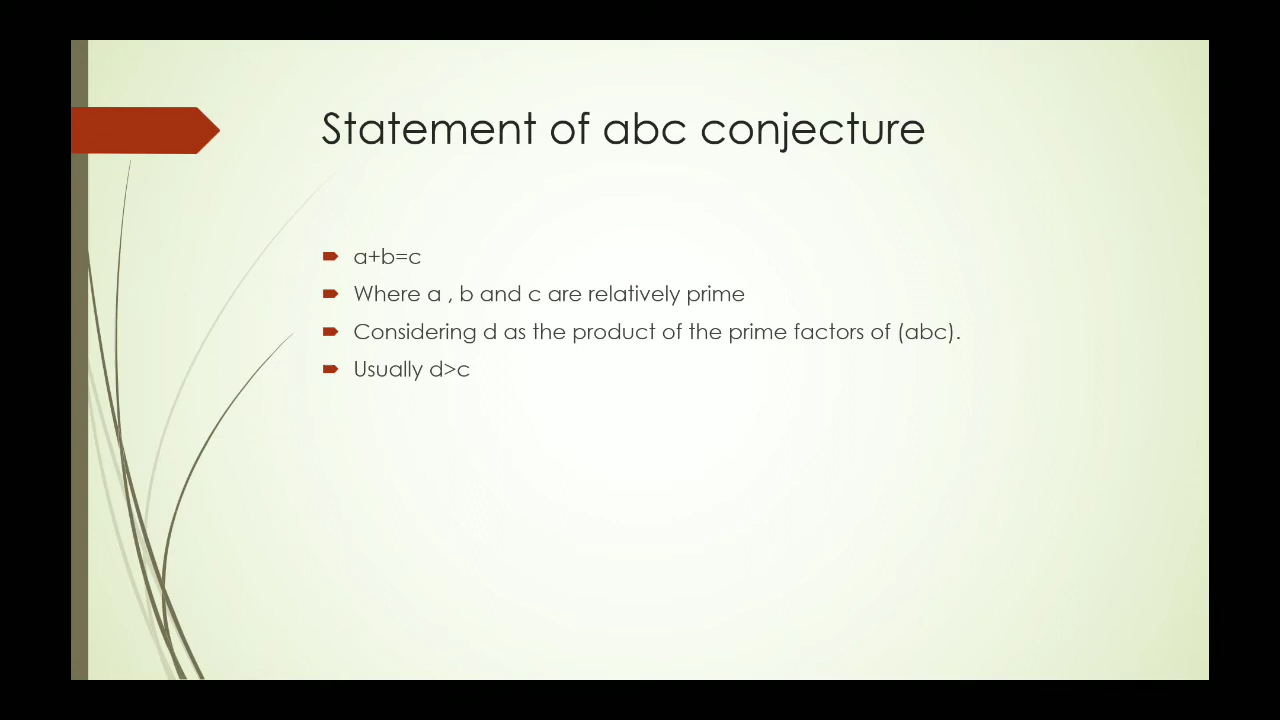 Statement of abc conjecture
a+b=c
Where a , b and c are relatively prime
Considering d as the product of the prime factors of (abc).
Usually d>c